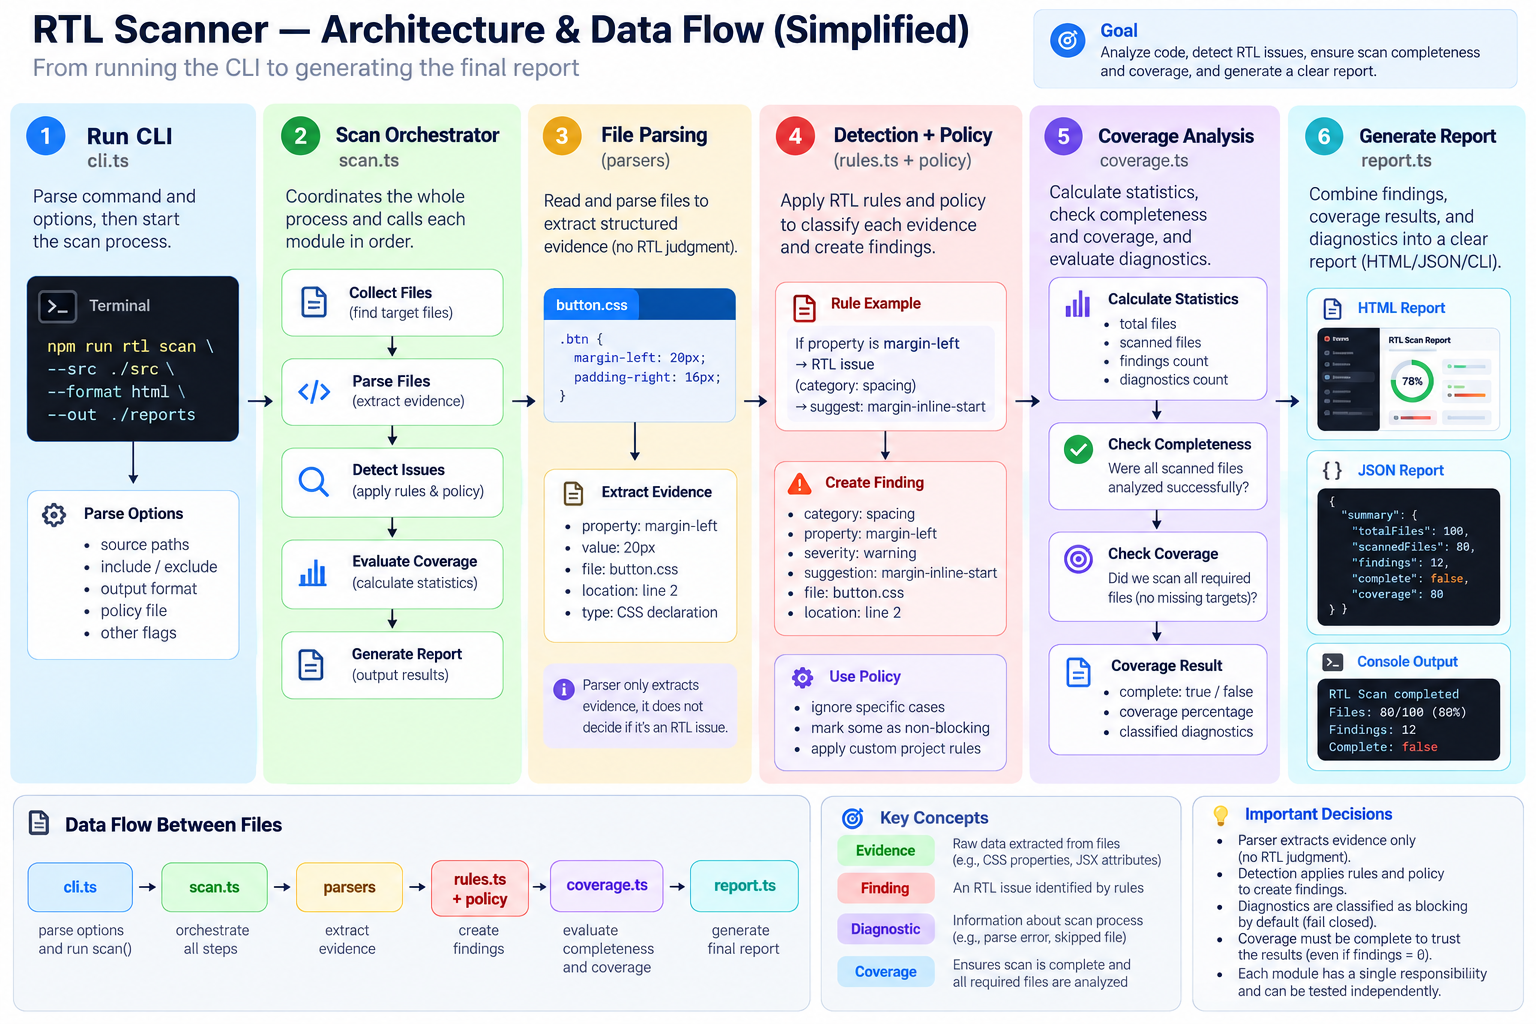 RTL Scanner — Architecture & Data Flow (Simplified)
From running the CLI to generating the final report
Goal
Analyze code, detect RTL issues, ensure scan completeness
and coverage, and generate a clear report.
1
Run CLI
cli.ts
Parse command and
options, then start
the scan process.
Terminal
npm run rtl scan \
--src ./src \
--format html \
--out ./reports
Parse Options
• source paths
• include / exclude
• output format
• policy file
• other flags
2
Scan Orchestrator
scan.ts
Coordinates the whole
process and calls each
module in order.
Collect Files
(find target files)
Parse Files
(extract evidence)
Detect Issues
(apply rules & policy)
Evaluate Coverage
(calculate statistics)
Generate Report
(output results)
3
File Parsing
(parsers)
Read and parse files to
extract structured
evidence (no RTL judgment).
button.css
.btn {
margin-left: 20px;
padding-right: 16px;
}
Extract Evidence
• property: margin-left
• value: 20px
• file: button.css
• location: line 2
• type: CSS declaration
Parser only extracts
evidence, it does not
decide if it's an RTL issue.
4
Detection + Policy
(rules.ts + policy)
Apply RTL rules and policy
to classify each evidence
and create findings.
Rule Example
If property is margin-left
→ RTL issue
(category: spacing)
→ suggest: margin-inline-start
Create Finding
• category: spacing
• property: margin-left
• severity: warning
• suggestion: margin-inline-start
• file: button.css
• location: line 2
Use Policy
• ignore specific cases
• mark some as non-blocking
• apply custom project rules
5
Coverage Analysis
coverage.ts
Calculate statistics,
check completeness
and coverage, and
evaluate diagnostics.
Calculate Statistics
• total files
• scanned files
• findings count
• diagnostics count
Check Completeness
Were all scanned files
analyzed successfully?
Check Coverage
Did we scan all required
files (no missing targets)?
Coverage Result
• complete: true / false
• coverage percentage
• classified diagnostics
6
Generate Report
report.ts
Combine findings,
coverage results, and
diagnostics into a clear
report (HTML/JSON/CLI).
HTML Report
RTL Scan Report
78%
{ } JSON Report
{
"summary": {
"totalFiles": 100,
"scannedFiles": 80,
"findings": 12,
"complete": false,
"coverage": 80
} }
Console Output
RTL Scan completed
Files: 80/100 (80%)
Findings: 12
Complete: false
Data Flow Between Files
cli.ts
parse options
and run scan()
scan.ts
orchestrate
all steps
parsers
extract
evidence
rules.ts
+ policy
create
findings
coverage.ts
evaluate
completeness
and coverage
report.ts
generate
final report
Key Concepts
Evidence
Raw data extracted from files
(e.g., CSS properties, JSX attributes)
Finding
An RTL issue identified by rules
Diagnostic
Information about scan process
(e.g., parse error, skipped file)
Coverage
Ensures scan is complete and
all required files are analyzed
Important Decisions
• Parser extracts evidence only
(no RTL judgment).
• Detection applies rules and policy
to create findings.
• Diagnostics are classified as blocking
by default (fail closed).
• Coverage must be complete to trust
the results (even if findings = 0).
• Each module has a single responsibility
and can be tested independently.